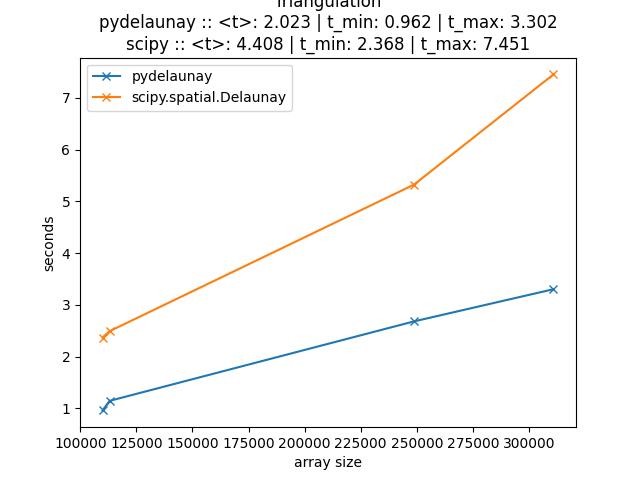 Triangulation
pydelaunay :: <t>: 2.023 | t_min: 0.962 | t_max: 3.302
scipy :: <t>: 4.408 | t_min: 2.368 | t_max: 7.451
pydelaunay
scipy.spatial.Delaunay
seconds
7
6
5
4
3
2
1
100000 125000 150000 175000 200000 225000 250000 275000 300000
array size